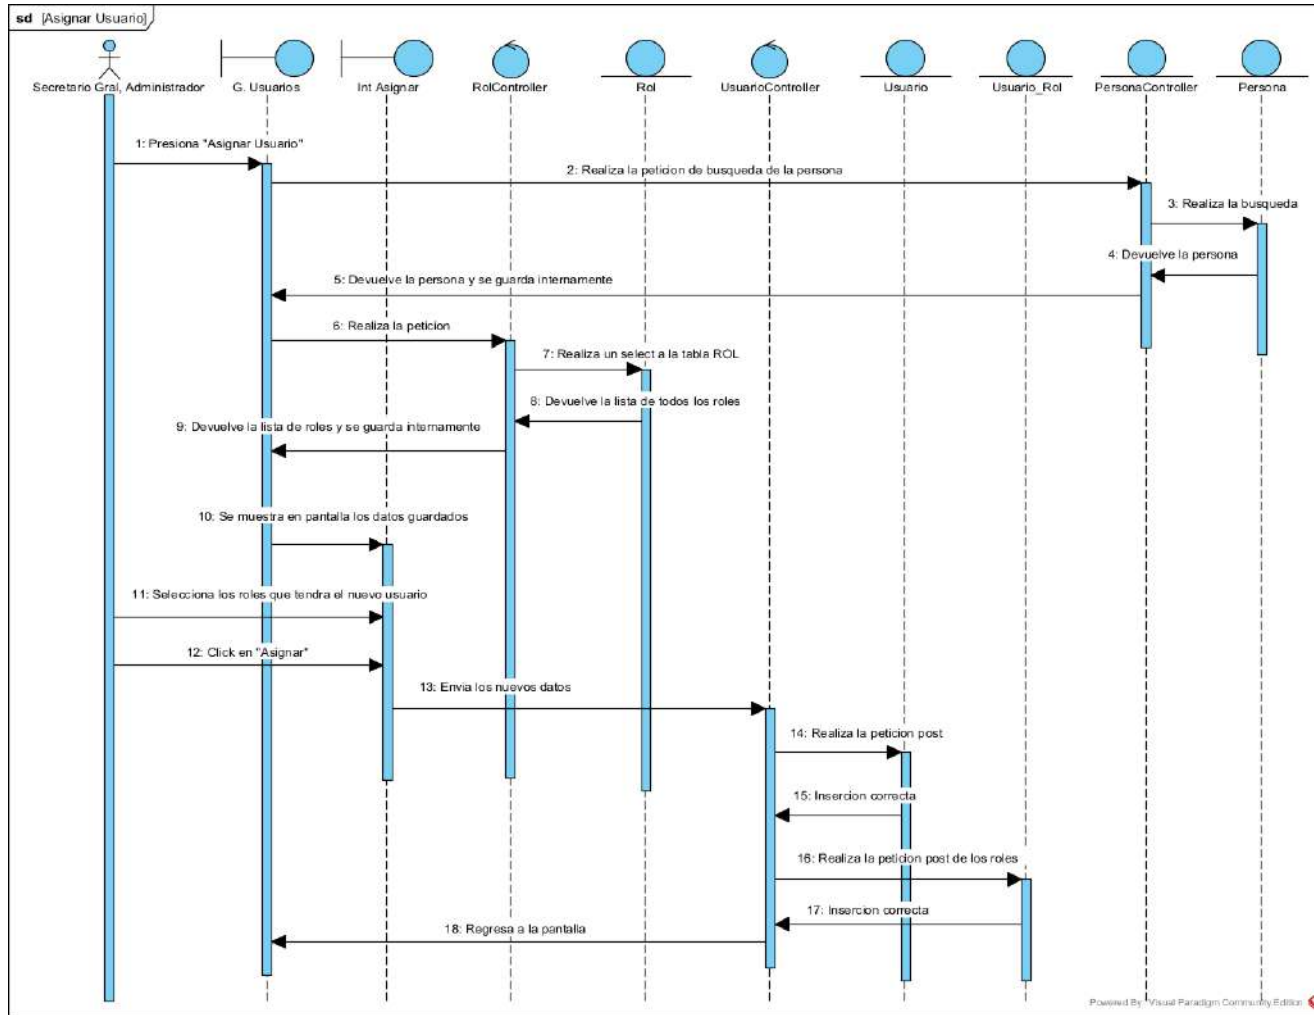 sd [Asignar Usuario]
Secretario Gral, Administrador
G. Usuarios
Int Asignar
RolController
Rol
UsuarioController
Usuario
Usuario_Rol
PersonaController
Persona
1: Presiona "Asignar Usuario"
2: Realiza la peticion de busqueda de la persona
3: Realiza la busqueda
4: Devuelve la persona
5: Devuelve la persona y se guarda internamente
6: Realiza la peticion
7: Realiza un select a la tabla ROL
8: Devuelve la lista de todos los roles
9: Devuelve la lista de roles y se guarda internamente
10: Se muestra en pantalla los datos guardados
11: Selecciona los roles que tendra el nuevo usuario
12: Click en "Asignar"
13: Envia los nuevos datos
14: Realiza la peticion post
15: Insercion correcta
16: Realiza la peticion post de los roles
17: Insercion correcta
18: Regresa a la pantalla
Powered By Visual Paradigm Community Edition